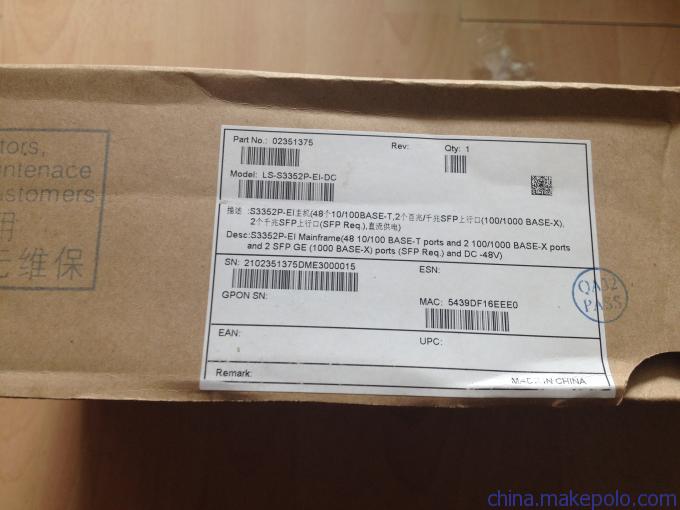 tors,
intenace
ustomers
用
元维保
Part No.: 02351375
Rev:
Qty: 1
Model: LS-S3352P-EI-DC
描述 :S3352P-EI主机(48个10/100BASE-T,2个百兆/千兆SFP上行口(100/1000 BASE-X),
2个千兆SFP上行口(SFP Req.),直流供电)
Desc:S3352P-EI Mainframe(48 10/100 BASE-T ports and 2 100/1000 BASE-X ports
and 2 SFP GE (1000 BASE-X) ports (SFP Req.) and DC -48V)
SN: 2102351375DME3000015
ESN:
GPON SN:
MAC: 5439DF16EEE0
QA32
PASS
EAN:
UPC:
Remark:
MADE IN CHINA
china.makepolo.com